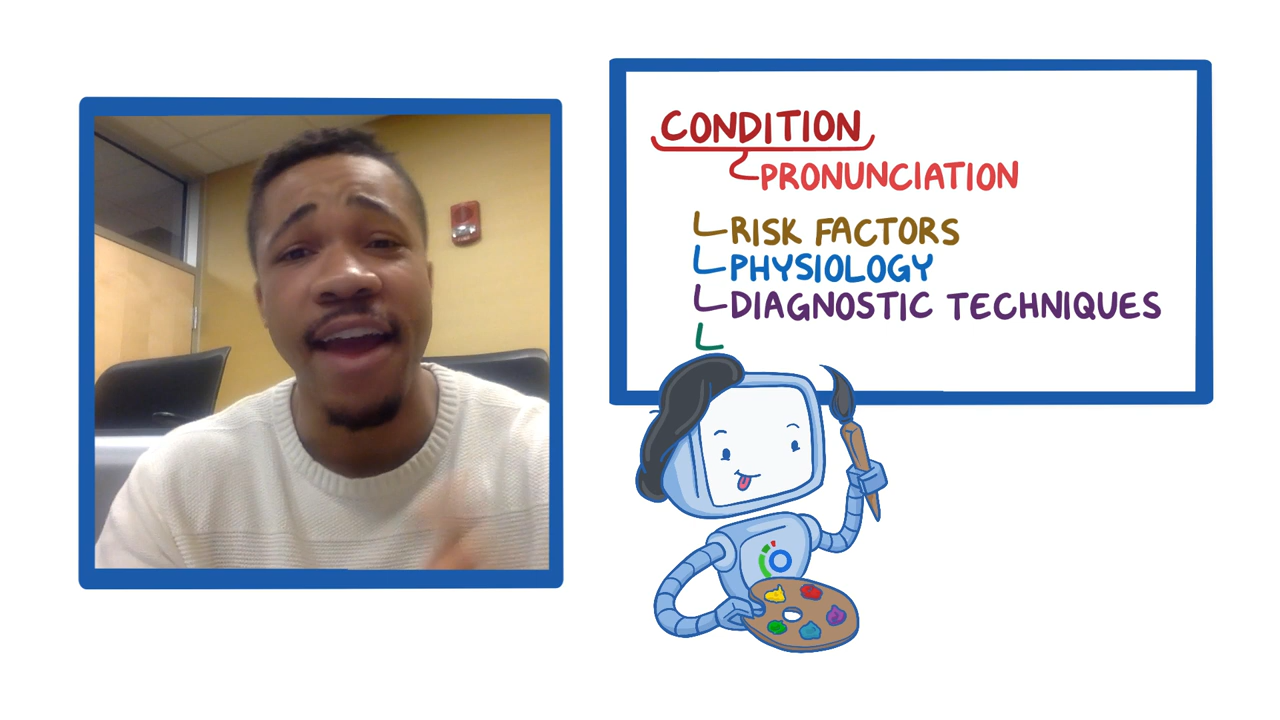 CONDITION
PRONUNCIATION
RISK FACTORS
PHYSIOLOGY
DIAGNOSTIC TECHNIQUES